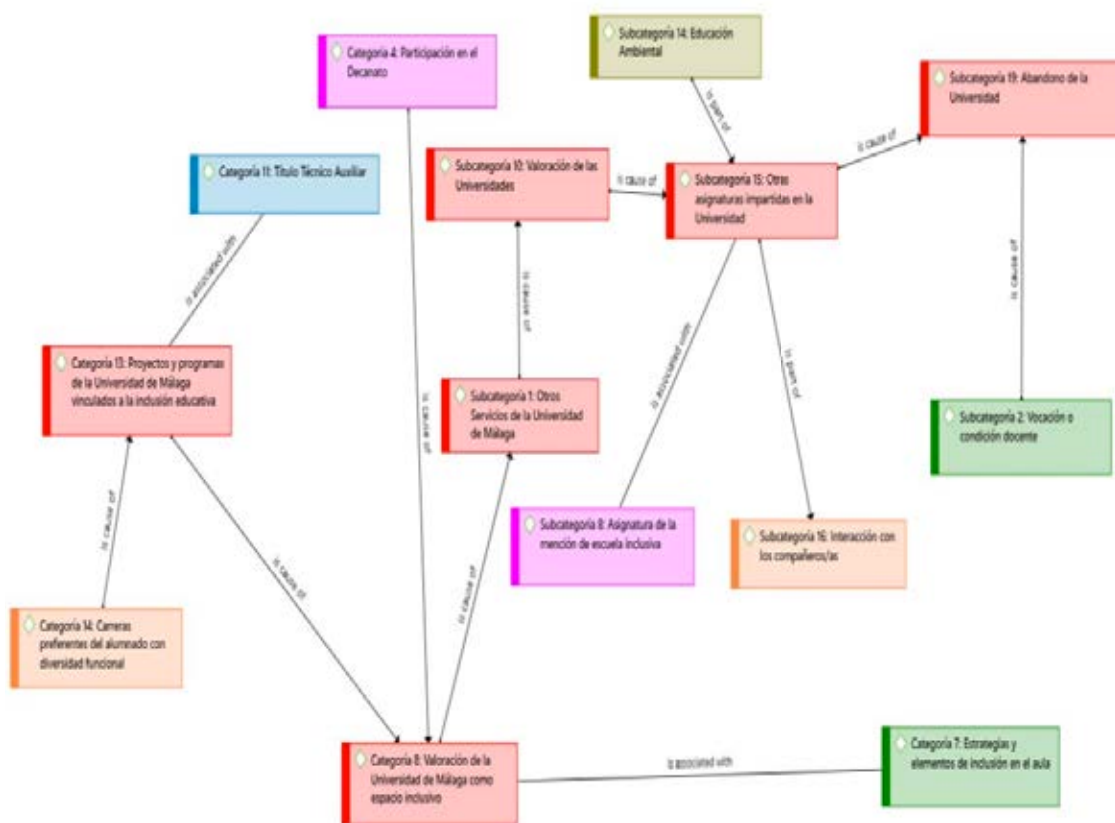 Categoría 4: Participación en el
Decanato
Subcategoría 14: Educación
Ambiental
Subcategoría 19: Abandono de la
Universidad
is part of
is cause of
Categoría 11: Título Técnico Auxiliar
Subcategoría 10: Valoración de las
Universidades
is cause of
Subcategoría 15: Otras
asignaturas impartidas en la
Universidad
is associated with
is cause of
is cause of
is cause of
is associated with
is part of
Categoría 13: Proyectos y programas
de la Universidad de Málaga
vinculados a la inclusión educativa
Subcategoría 1: Otros
Servicios de la Universidad
de Málaga
Subcategoría 2: Vocación o
condición docente
is cause of
is cause of
is cause of
Subcategoría 8: Asignatura de la
mención de escuela inclusiva
Subcategoría 16: Interacción con
los compañeros/as
Categoría 14: Carreras
preferentes del alumnado con
diversidad funcional
Categoría 8: Valoración de la
Universidad de Málaga como
espacio inclusivo
is associated with
Categoría 7: Estrategias y
elementos de inclusión en el aula